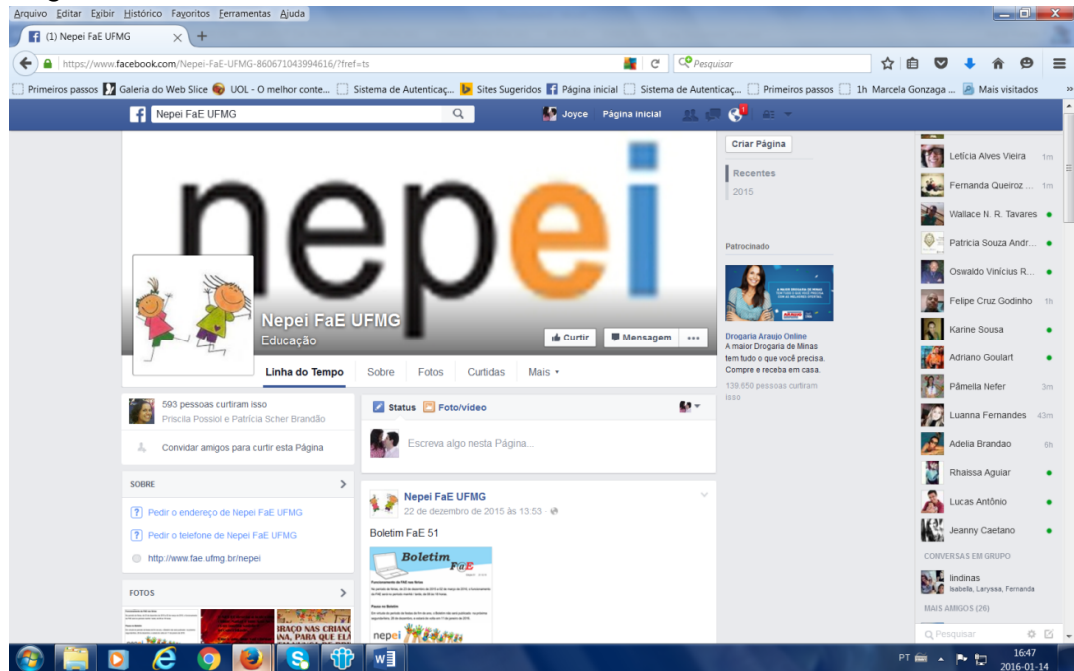 Arquivo Editar Exibir Histórico Favoritos Ferramentas Ajuda
(1) Nepei FaE UFMG
https://www.facebook.com/Nepei-FaE-UFMG-860671043994616/?fref=ts
Pesquisar
Primeiros passos Galeria do Web Slice UOL - O melhor conte... Sistema de Autenticaç... Sites Sugeridos Página inicial Sistema de Autenticaç... Primeiros passos 1h Marcela Gonzaga ... Mais visitados
Nepei FaE UFMG
Joyce Página inicial
1
nepei
Nepei FaE UFMG
Educação
Curtir Mensagem
Linha do Tempo Sobre Fotos Curtidas Mais
593 pessoas curtiram isso
Priscila Possiol e Patrícia Scher Brandão
Convidar amigos para curtir esta Página
SOBRE
Pedir o endereço de Nepei FaE UFMG
Pedir o telefone de Nepei FaE UFMG
http://www.fae.ufmg.br/nepei
FOTOS
Status Foto/vídeo
Escreva algo nesta Página...
Nepei FaE UFMG
22 de dezembro de 2015 às 13:53
Boletim FaE 51
Boletim
FaE
nepei
Criar Página
Recentes
2015
Patrocinado
Drogaria Araujo Online
A maior Drogaria de Minas
tem tudo o que você precisa.
Compre e receba em casa.
139.650 pessoas curtiram
isso
Letícia Alves Vieira 1m
Fernanda Queiroz ... 1m
Wallace N. R. Tavares
Patricia Souza Andr...
Oswaldo Vinícius R...
Felipe Cruz Godinho 1h
Karine Sousa
Adriano Goulart
Pâmella Nefer 3m
Luanna Fernandes 43m
Adelia Brandao 6h
Rhaissa Aguiar
Lucas Antônio
Jeanny Caetano
CONVERSAS EM GRUPO
lindinas
Isabella, Laryssa, Fernanda
MAIS AMIGOS (26)
Pesquisar
PT
16:47
2016-01-14